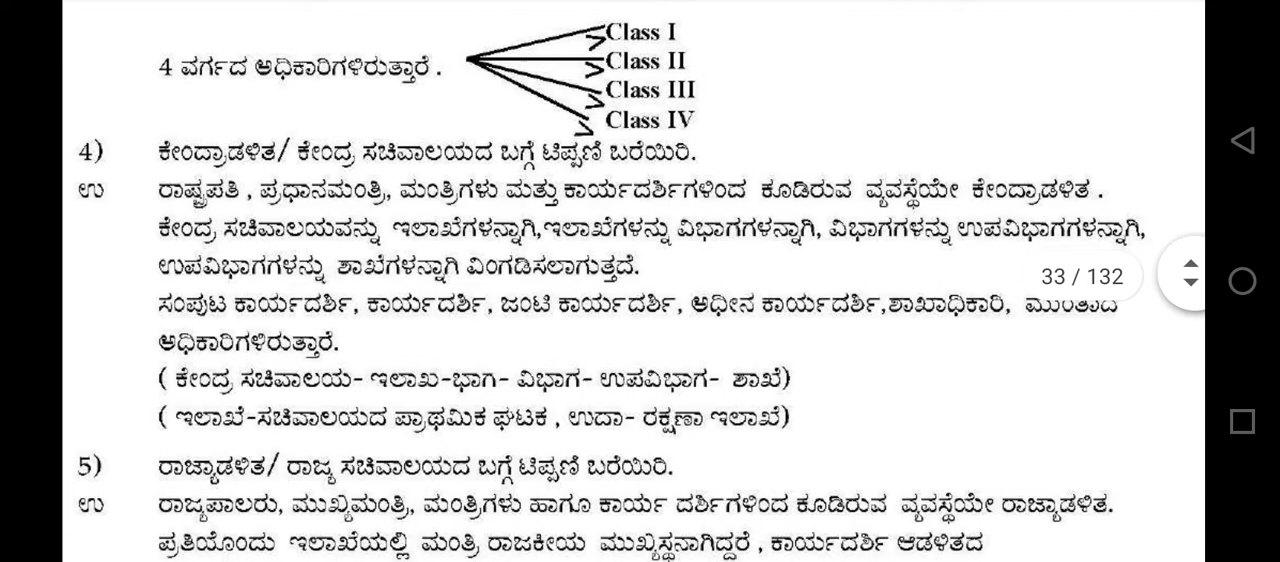 Class I
4 ವರ್ಗದ ಅಧಿಕಾರಿಗಳಿರುತ್ತಾರೆ .
Class II
Class III
Class IV
4) ಕೇಂದ್ರಾಡಳಿತ/ ಕೇಂದ್ರ ಸಚಿವಾಲಯದ ಬಗ್ಗೆ ಟಿಪ್ಪಣಿ ಬರೆಯಿರಿ.
ಉ ರಾಷ್ಟ್ರಪತಿ , ಪ್ರಧಾನಮಂತ್ರಿ, ಮಂತ್ರಿಗಳು ಮತ್ತು ಕಾರ್ಯದರ್ಶಿಗಳಿಂದ ಕೂಡಿರುವ ವ್ಯವಸ್ಥೆಯೇ ಕೇಂದ್ರಾಡಳಿತ .
ಕೇಂದ್ರ ಸಚಿವಾಲಯವನ್ನು ಇಲಾಖೆಗಳನ್ನಾಗಿ,ಇಲಾಖೆಗಳನ್ನು ವಿಭಾಗಗಳನ್ನಾಗಿ, ವಿಭಾಗಗಳನ್ನು ಉಪವಿಭಾಗಗಳನ್ನಾಗಿ,
ಉಪವಿಭಾಗಗಳನ್ನು ಶಾಖೆಗಳನ್ನಾಗಿ ವಿಂಗಡಿಸಲಾಗುತ್ತದೆ.
33 / 132
ಸಂಪುಟ ಕಾರ್ಯದರ್ಶಿ, ಕಾರ್ಯದರ್ಶಿ, ಜಂಟಿ ಕಾರ್ಯದರ್ಶಿ, ಅಧೀನ ಕಾರ್ಯದರ್ಶಿ,ಶಾಖಾಧಿಕಾರಿ,
ಅಧಿಕಾರಿಗಳಿರುತ್ತಾರೆ.
( ಕೇಂದ್ರ ಸಚಿವಾಲಯ- ಇಲಾಖ-ಭಾಗ- ವಿಭಾಗ- ಉಪವಿಭಾಗ- ಶಾಖೆ)
( ಇಲಾಖೆ-ಸಚಿವಾಲಯದ ಪ್ರಾಥಮಿಕ ಘಟಕ , ಉದಾ- ರಕ್ಷಣಾ ಇಲಾಖೆ)
5) ರಾಜ್ಯಾಡಳಿತ/ ರಾಜ್ಯ ಸಚಿವಾಲಯದ ಬಗ್ಗೆ ಟಿಪ್ಪಣಿ ಬರೆಯಿರಿ.
ಉ ರಾಜ್ಯಪಾಲರು, ಮುಖ್ಯಮಂತ್ರಿ, ಮಂತ್ರಿಗಳು ಹಾಗೂ ಕಾರ್ಯ ದರ್ಶಿಗಳಿಂದ ಕೂಡಿರುವ ವ್ಯವಸ್ಥೆಯೇ ರಾಜ್ಯಾಡಳಿತ.
ಪ್ರತಿಯೊಂದು ಇಲಾಖೆಯಲ್ಲಿ ಮಂತ್ರಿ ರಾಜಕೀಯ ಮುಖ್ಯಸ್ಥನಾಗಿದ್ದರೆ , ಕಾರ್ಯದರ್ಶಿ ಆಡಳಿತದ